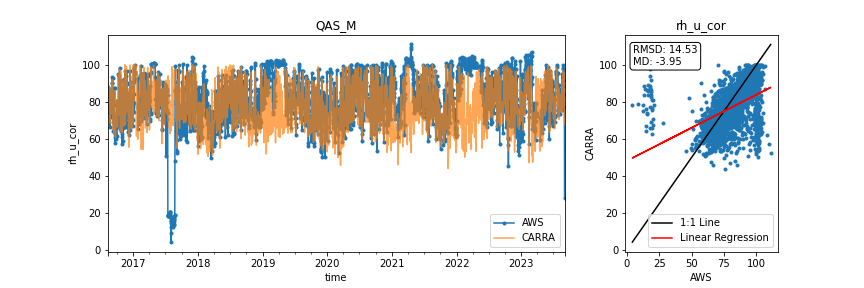 QAS_M
rh_u_cor
100
80
60
40
20
0
2017
2018
2019
2020
2021
2022
2023
time
AWS
CARRA
rh_u_cor
RMSD: 14.53
MD: -3.95
CARRA
100
80
60
40
20
0
0
25
50
75
100
AWS
1:1 Line
Linear Regression